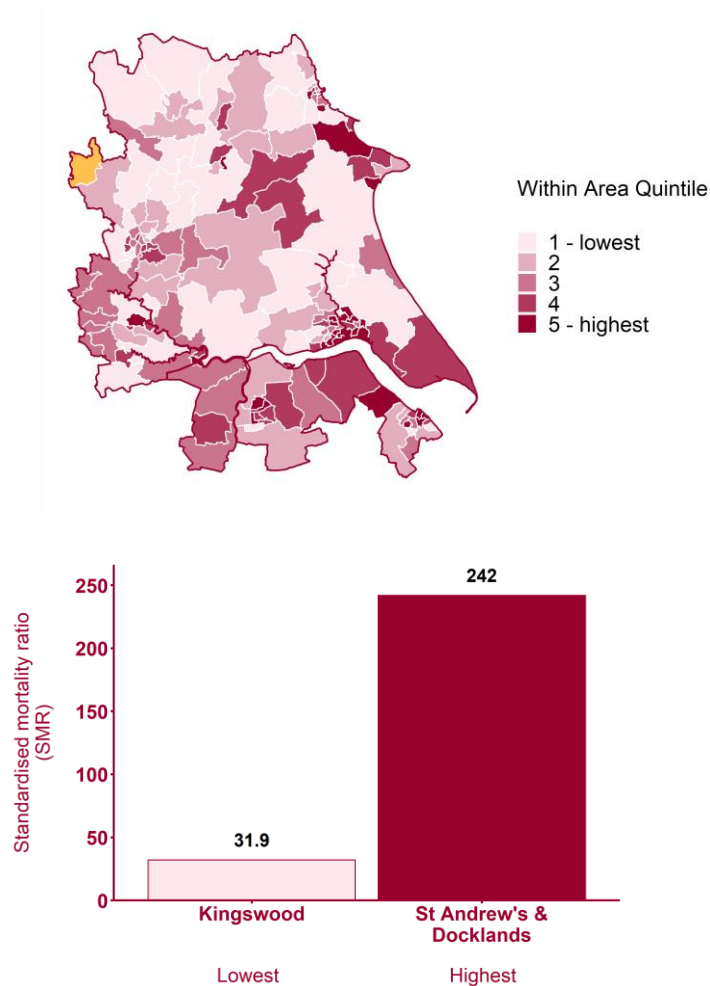 Within Area Quintile
1 - lowest
2
3
4
5 - highest
Standardised mortality ratio
(SMR)
250
200
150
100
50
0
31.9
242
Kingswood
St Andrew's &
Docklands
Lowest
Highest